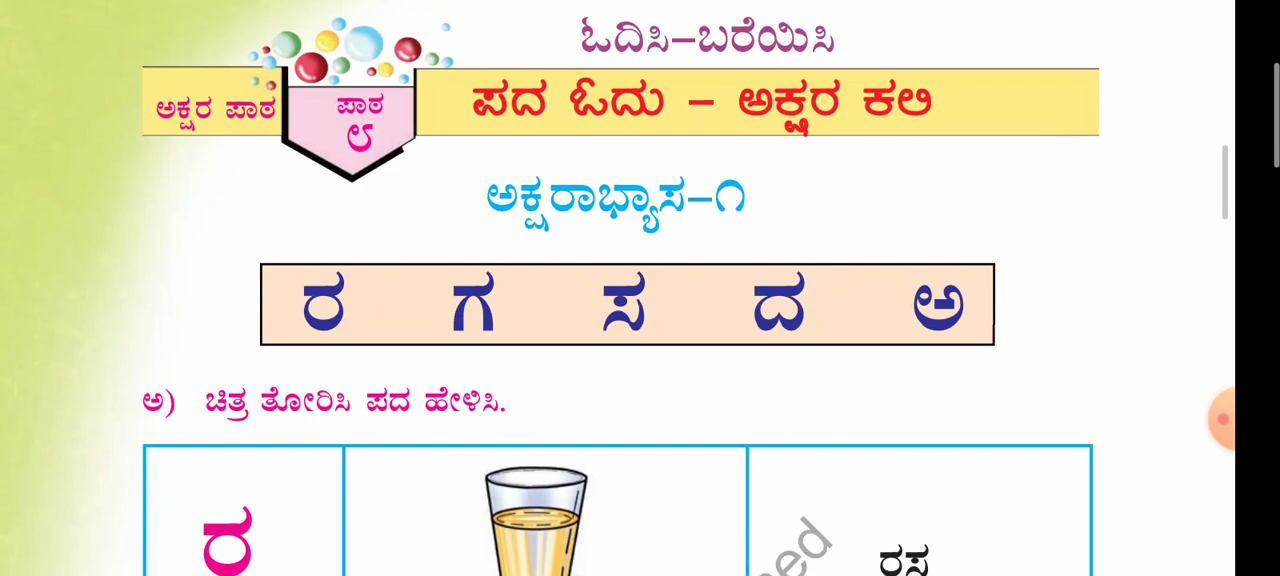 ಓದಿಸಿ–ಬರೆಯಿಸಿ
ಅಕ್ಷರ ಪಾಠ
ಪಾಠ
೮
ಪದ ಓದು – ಅಕ್ಷರ ಕಲಿ
ಅಕ್ಷರಾಭ್ಯಾಸ–೧
ರ ಗ ಸ ದ ಅ
ಅ) ಚಿತ್ರ ತೋರಿಸಿ ಪದ ಹೇಳಿಸಿ.
ರ
ರಸ